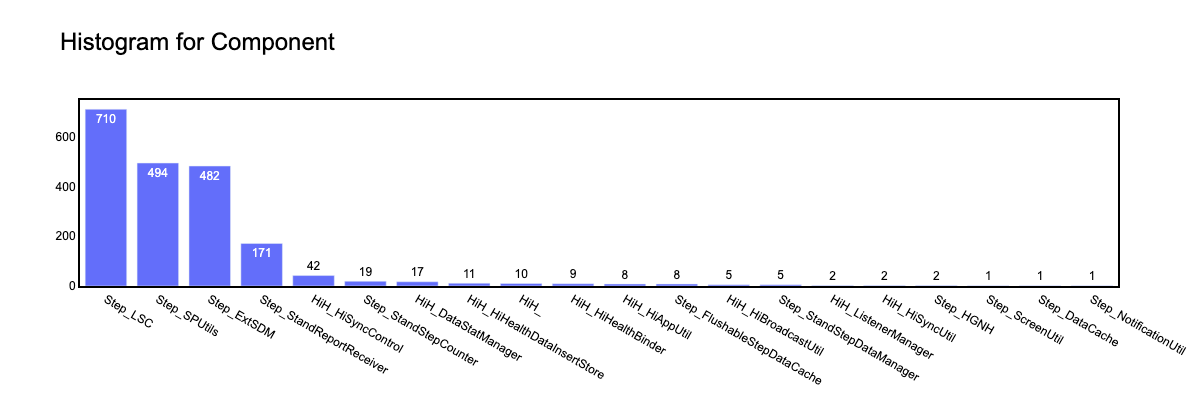 Histogram for Component
600
400
200
0
710
494
482
171
42
19
17
11
10
9
8
8
5
5
2
2
2
1
1
1
Step_LSC
Step_SPUtils
Step_ExtSDM
Step_StandReportReceiver
HiH_HiSyncControl
Step_StandStepCounter
HiH_DataStatManager
HiH_HiHealthDataInsertStore
HiH_
HiH_HiHealthBinder
HiH_HiAppUtil
Step_FlushableStepDataCache
HiH_HiBroadcastUtil
Step_StandStepDataManager
HiH_ListenerManager
HiH_HiSyncUtil
Step_HGNH
Step_ScreenUtil
Step_DataCache
Step_NotificationUtil